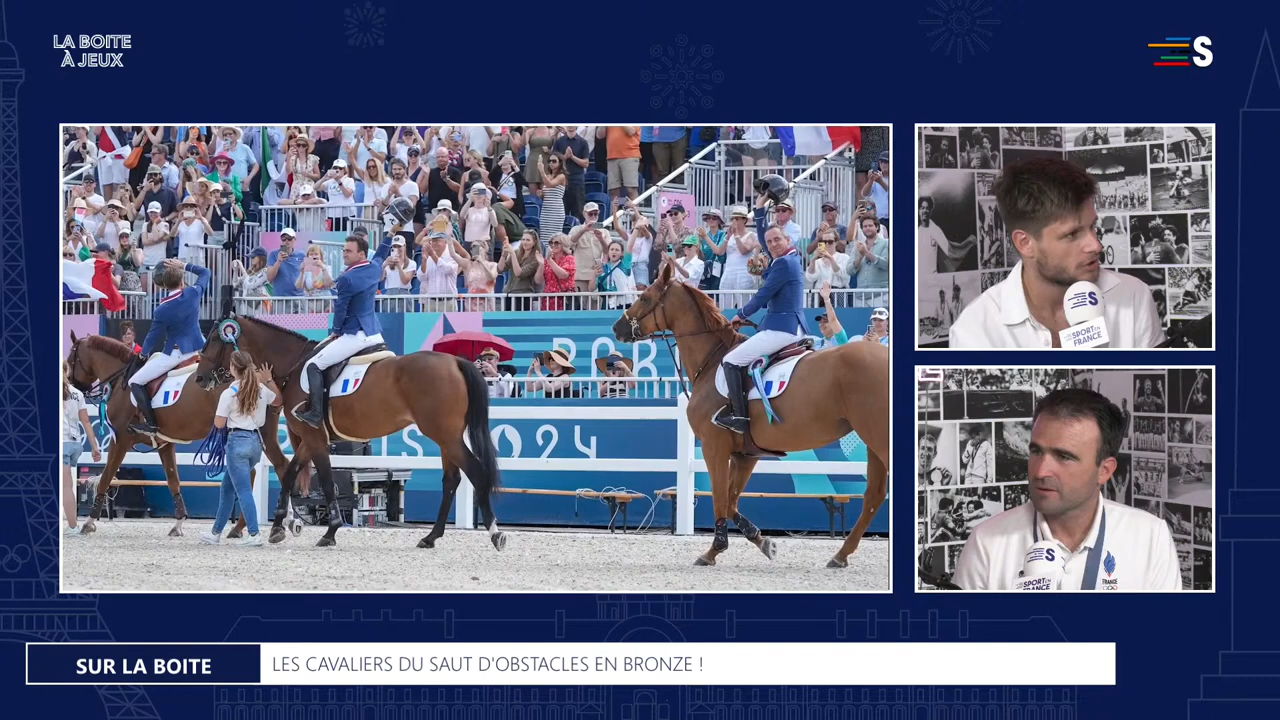 LA BOITE
À JEUX
S
S
SPORT EN
FRANCE
S
SPORT EN
FRANCE
FRANCE
2024
SUR LA BOITE
LES CAVALIERS DU SAUT D'OBSTACLES EN BRONZE !